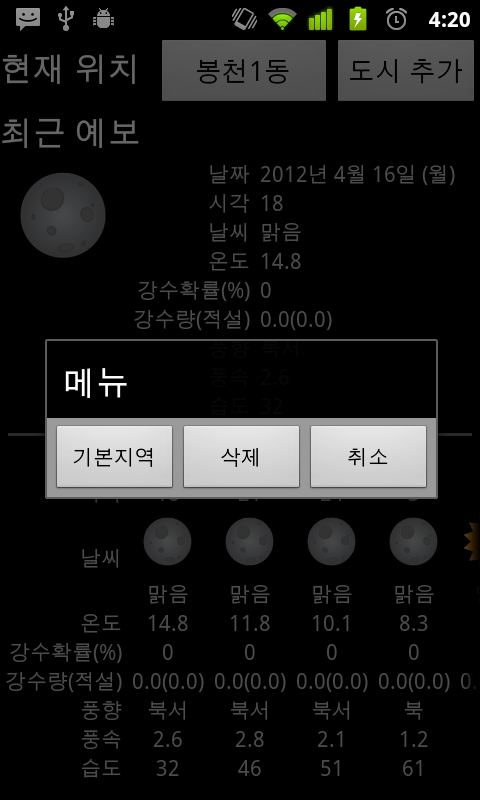 4:20
현재 위치 봉천1동 도시 추가
최근 예보
날짜 2012년 4월 16일 (월)
시각 18
날씨 맑음
온도 14.8
강수확률(%) 0
강수량(적설) 0.0(0.0)
풍향 북서
풍속 2.6
습도 32
메뉴
기본지역 삭제 취소
날씨
맑음 맑음 맑음 맑음
온도 14.8 11.8 10.1 8.3
강수확률(%) 0 0 0 0
강수량(적설) 0.0(0.0) 0.0(0.0) 0.0(0.0) 0.0(0.0) 0.
풍향 북서 북서 북서 북
풍속 2.6 2.8 2.1 1.2
습도 32 46 51 61